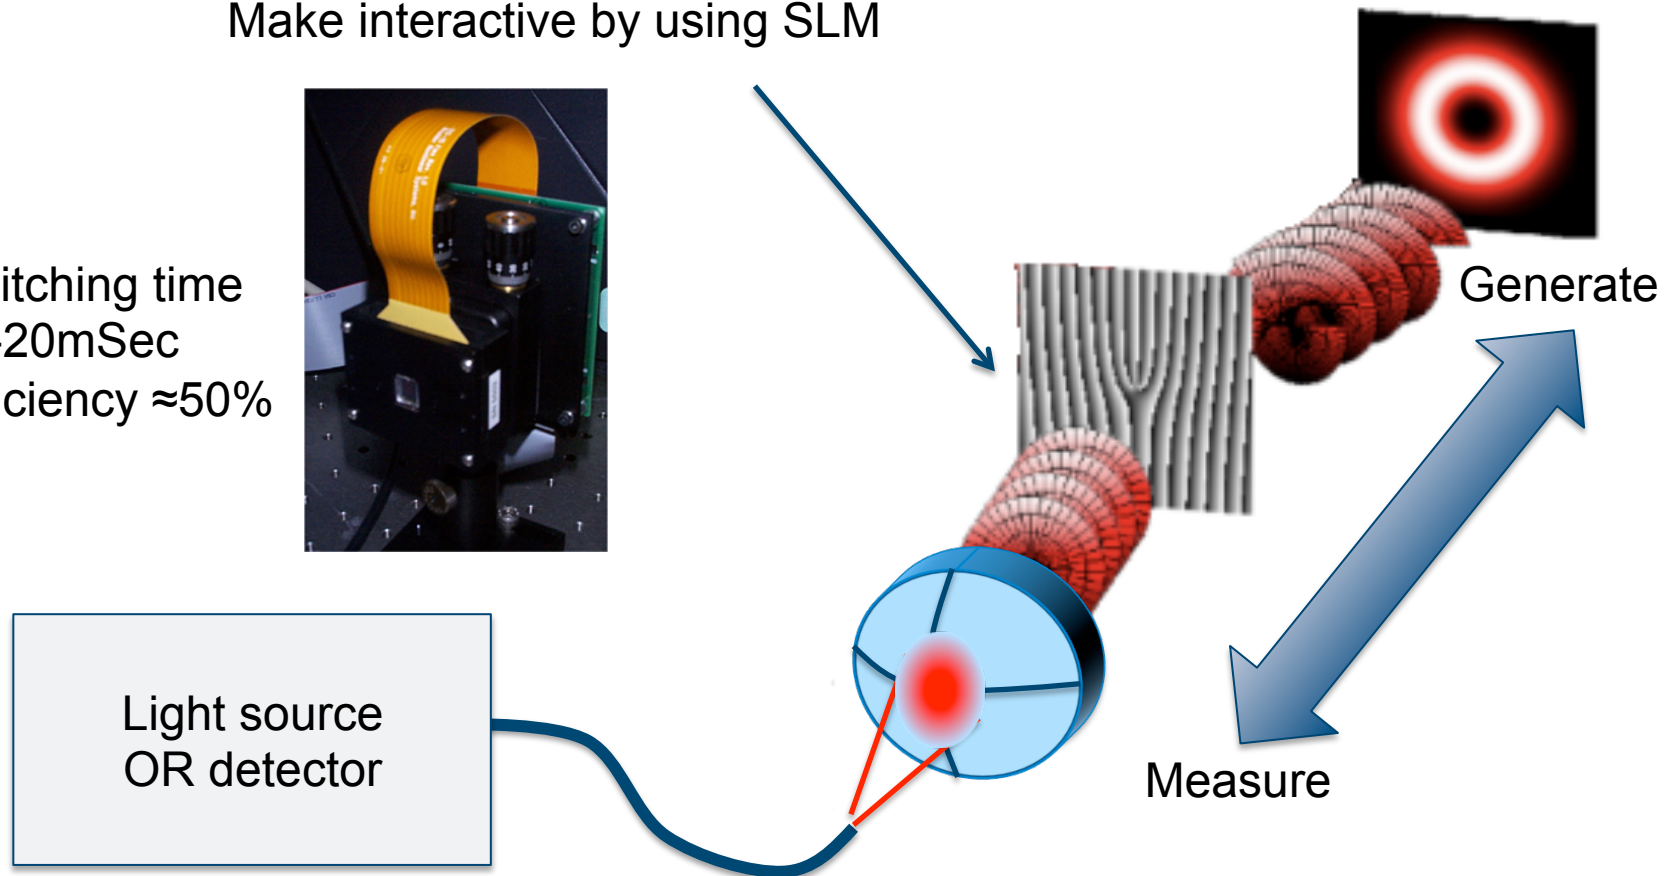 Make interactive by using SLM
itching time
-20mSec
ciency ≈50%
Generate
Light source
OR detector
Measure